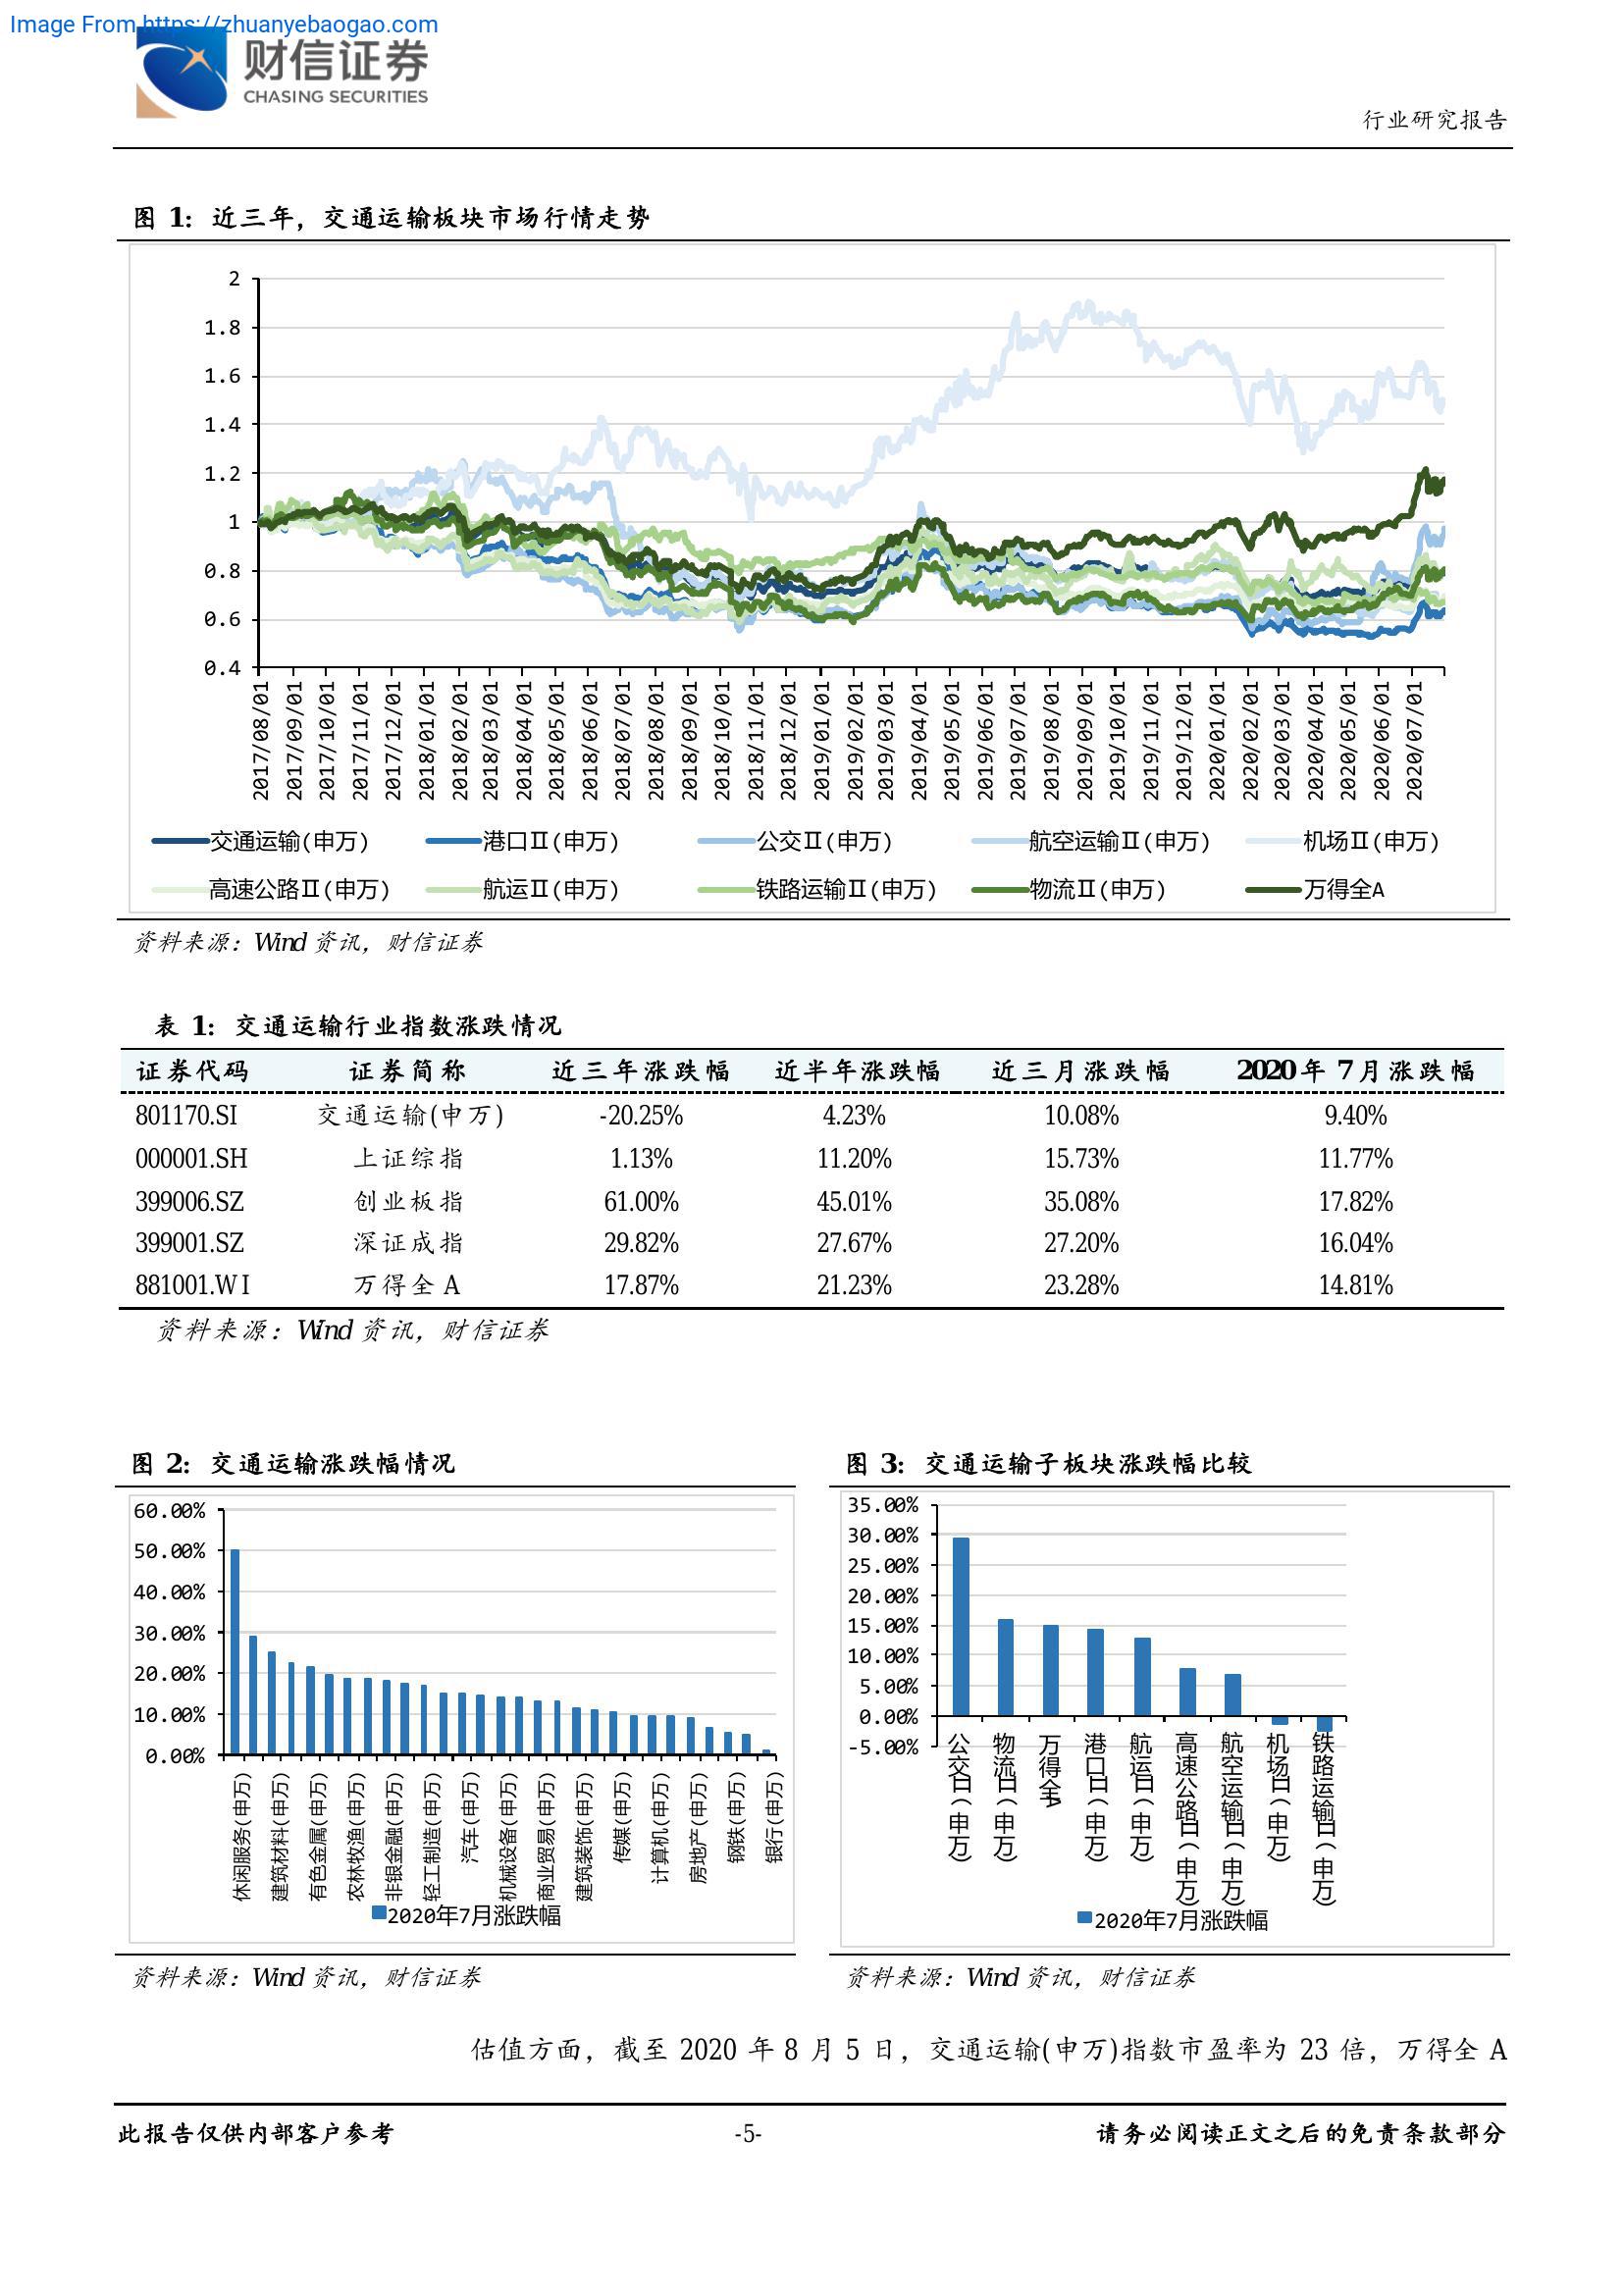 Image From https://zhuanyebaogao.com
财信证券
CHASING SECURITIES
行业研究报告
图 1：近三年，交通运输板块市场行情走势
2
1.8
1.6
1.4
1.2
1
0.8
0.6
0.4
2017/08/01 2017/09/01 2017/10/01 2017/11/01 2017/12/01 2018/01/01 2018/02/01 2018/03/01 2018/04/01 2018/05/01 2018/06/01 2018/07/01 2018/08/01 2018/09/01 2018/10/01 2018/11/01 2018/12/01 2019/01/01 2019/02/01 2019/03/01 2019/04/01 2019/05/01 2019/06/01 2019/07/01 2019/08/01 2019/09/01 2019/10/01 2019/11/01 2019/12/01 2020/01/01 2020/02/01 2020/03/01 2020/04/01 2020/05/01 2020/06/01 2020/07/01
交通运输(申万) 港口Ⅱ(申万) 公交Ⅱ(申万) 航空运输Ⅱ(申万) 机场Ⅱ(申万)
高速公路Ⅱ(申万) 航运Ⅱ(申万) 铁路运输Ⅱ(申万) 物流Ⅱ(申万) 万得全A
资料来源：Wind 资讯，财信证券
表 1：交通运输行业指数涨跌情况
证券代码 证券简称 近三年涨跌幅 近半年涨跌幅 近三月涨跌幅 2020 年 7 月涨跌幅
801170.SI 交通运输(申万) -20.25% 4.23% 10.08% 9.40%
000001.SH 上证综指 1.13% 11.20% 15.73% 11.77%
399006.SZ 创业板指 61.00% 45.01% 35.08% 17.82%
399001.SZ 深证成指 29.82% 27.67% 27.20% 16.04%
881001.WI 万得全 A 17.87% 21.23% 23.28% 14.81%
资料来源：Wind 资讯，财信证券
图 2：交通运输涨跌幅情况
60.00%
50.00%
40.00%
30.00%
20.00%
10.00%
0.00%
休闲服务(申万) 建筑材料(申万) 有色金属(申万) 农林牧渔(申万) 非银金融(申万) 轻工制造(申万) 汽车(申万) 机械设备(申万) 商业贸易(申万) 建筑装饰(申万) 传媒(申万) 计算机(申万) 房地产(申万) 钢铁(申万) 银行(申万)
2020年7月涨跌幅
资料来源：Wind 资讯，财信证券
图 3：交通运输子板块涨跌幅比较
35.00%
30.00%
25.00%
20.00%
15.00%
10.00%
5.00%
0.00%
-5.00%
公交Ⅱ(申万) 物流Ⅱ(申万) 万得全A 港口Ⅱ(申万) 航运Ⅱ(申万) 高速公路Ⅱ(申万) 航空运输Ⅱ(申万) 机场Ⅱ(申万) 铁路运输Ⅱ(申万)
2020年7月涨跌幅
资料来源：Wind 资讯，财信证券
估值方面，截至 2020 年 8 月 5 日，交通运输(申万)指数市盈率为 23 倍，万得全 A
此报告仅供内部客户参考
-5-
请务必阅读正文之后的免责条款部分